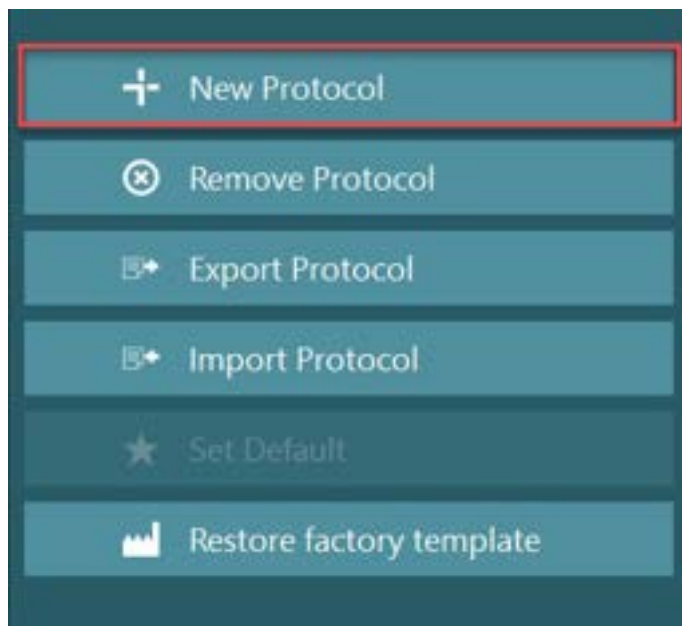 New Protocol
Remove Protocol
Export Protocol
Import Protocol
Set Default
Restore factory template